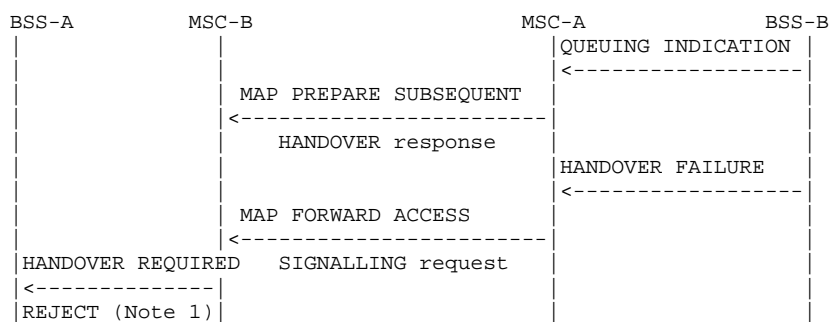 BSS-A MSC-B MSC-A BSS-B
QUEUING INDICATION
MAP PREPARE SUBSEQUENT
HANDOVER response
HANDOVER FAILURE
MAP FORWARD ACCESS
HANDOVER REQUIRED SIGNALLING request
REJECT (Note 1)